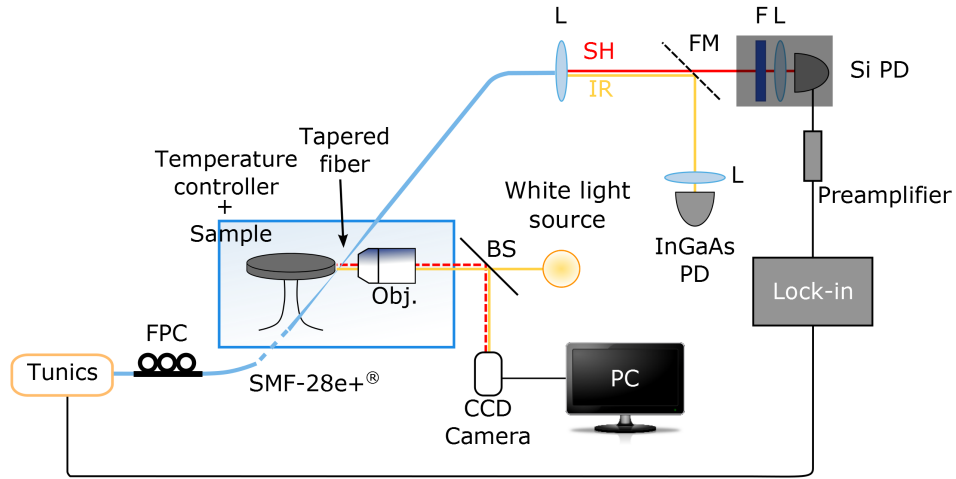 L
F L
FM
SH
IR
Si PD
Tapered
fiber
Temperature
controller
+
Sample
White light
source
L
Preamplifier
BS
InGaAs
PD
Obj.
Lock-in
FPC
Tunics
SMF-28e+®
PC
CCD
Camera